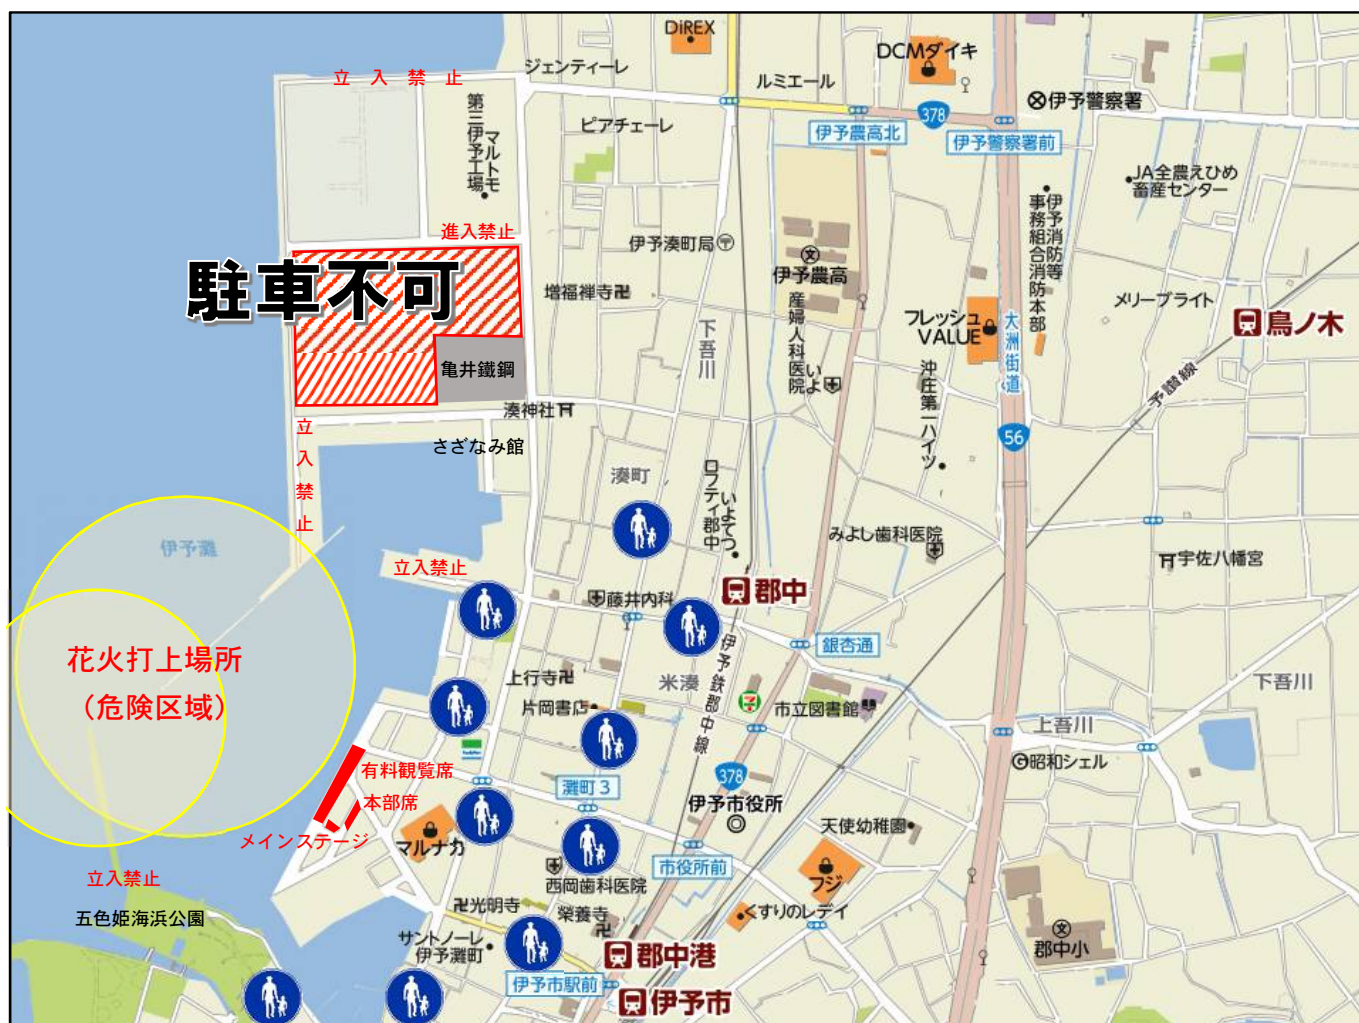 DiREX
DCMダイキ
ジェンティーレ
立入禁止
ルミエール
378
伊予警察署
第三伊予工場
マルトモ
ピアチェーレ
伊予農高北
伊予警察署前
JA全農えひめ
畜産センター
進入禁止
伊予湊町局
伊予農高
伊予消防等
事務組合消防本部
駐車不可
増福禅寺
産婦人科医院
いよ
フレッシュ
VALUE
大洲街道
メリーブライト
鳥ノ木
下吾川
亀井鐵鋼
沖庄第一ハイツ
予讃線
湊神社
さざなみ館
56
立入禁止
湊町
ロフティ郡中
いよてつ
みよし歯科医院
宇佐八幡宮
伊予灘
立入禁止
郡中
藤井内科
銀杏通
伊予鉄郡中線
花火打上場所
(危険区域)
上行寺
米湊
片岡書店
市立図書館
下吾川
上吾川
FamilyMart
有料観覧席
本部席
灘町3
378
昭和シェル
伊予市役所
メインステージ
マルナカ
天使幼稚園
市役所前
立入禁止
西岡歯科医院
フジ
五色姫海浜公園
光明寺
栄養寺
くすりのレデイ
サントノーレ
伊予灘町
郡中港
郡中小
伊予市駅前
伊予市